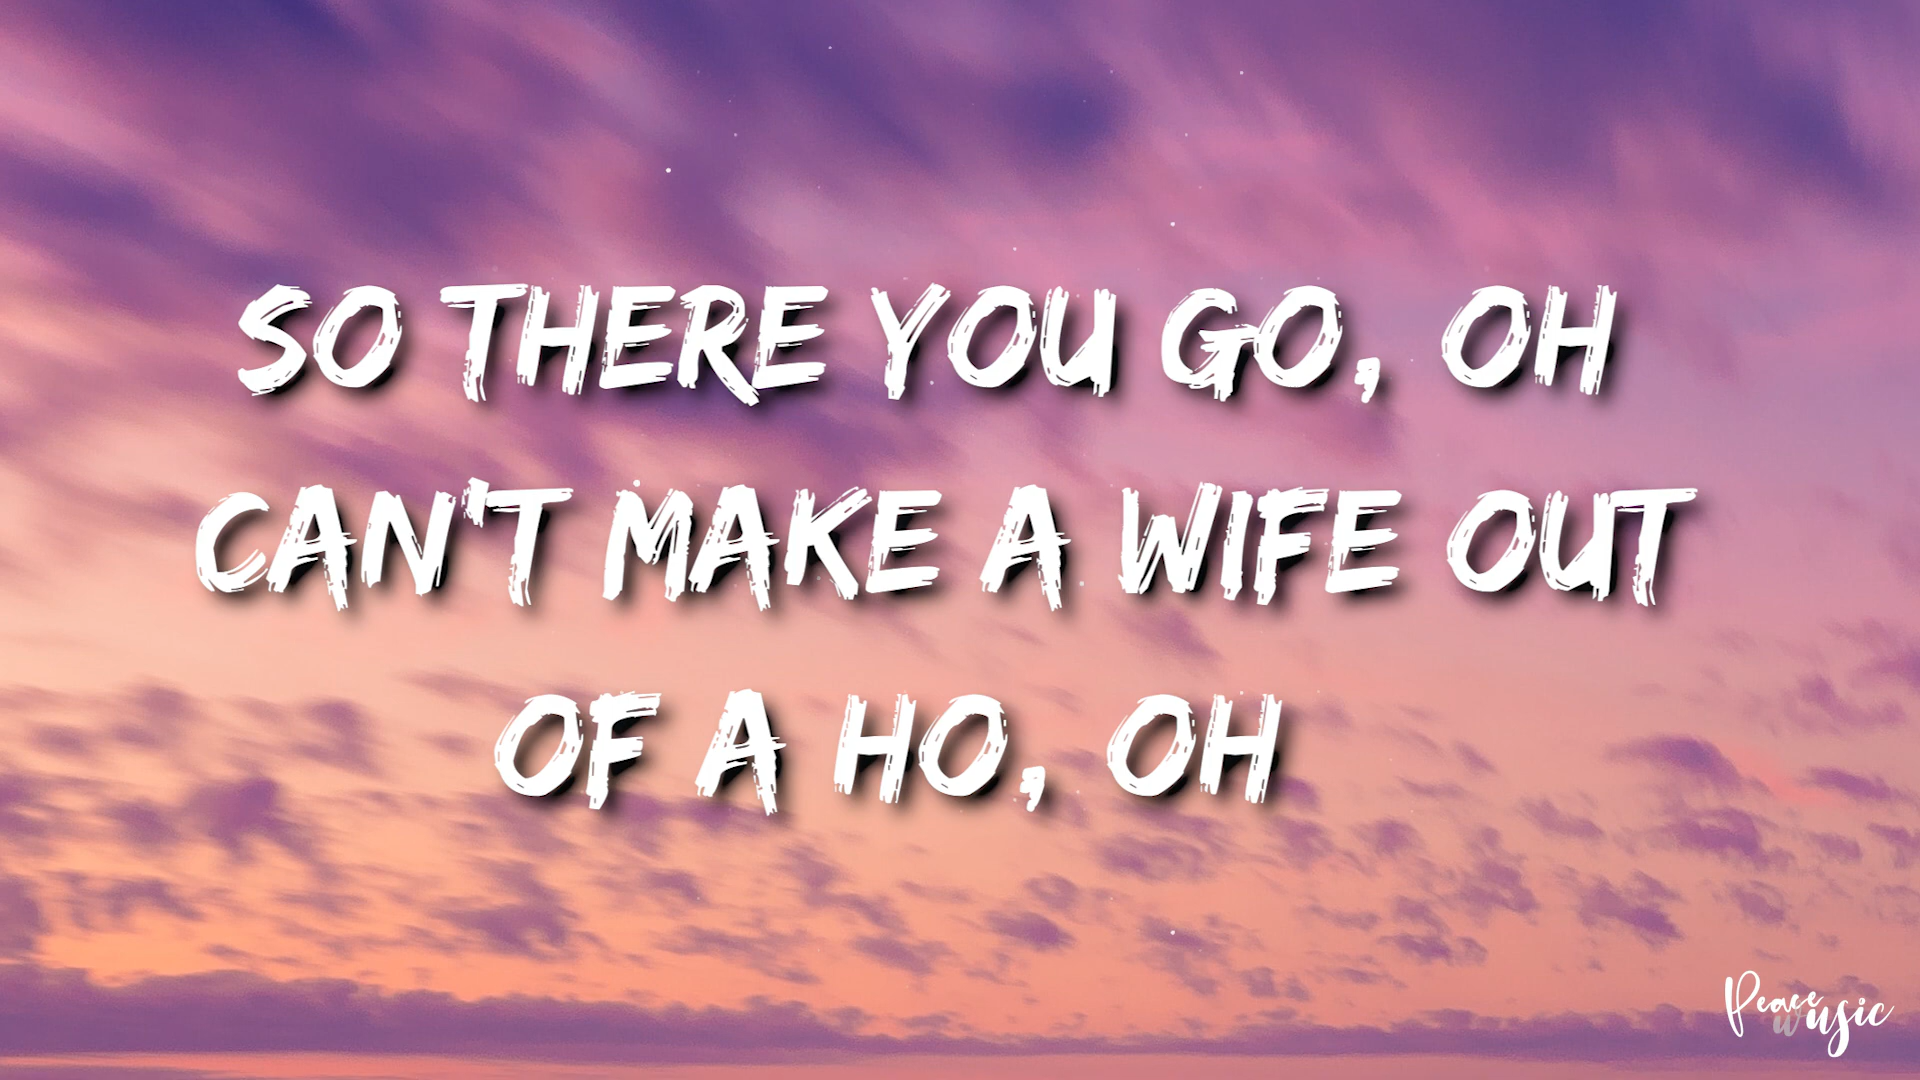 SO THERE YOU GO, OH
CAN'T MAKE A WIFE OUT
OF A HO, OH
Peace
Music